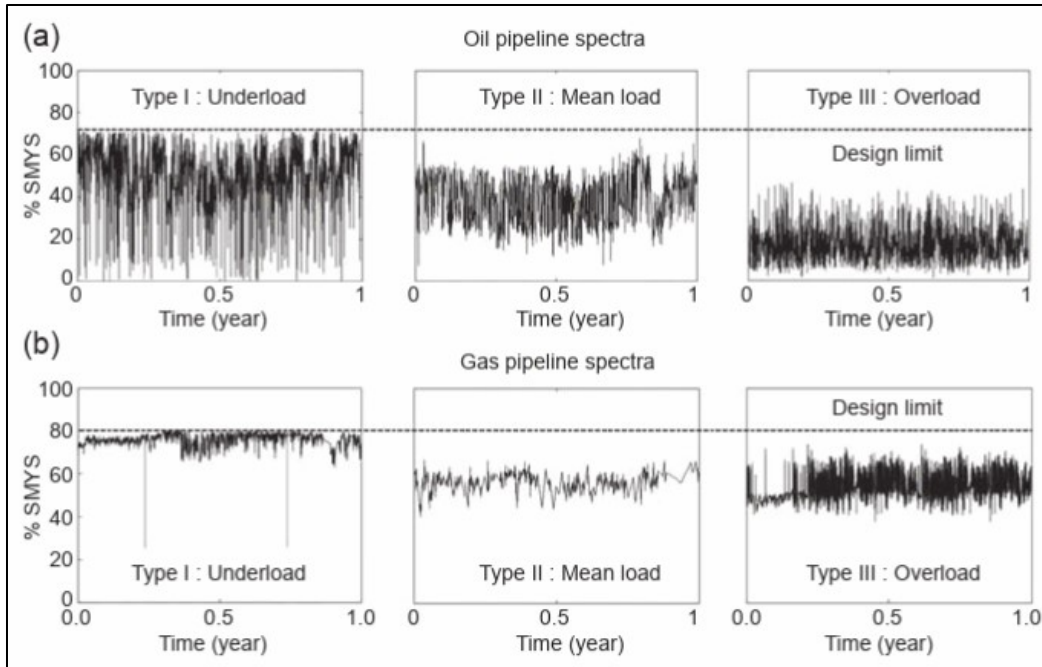 (a)
Oil pipeline spectra
% SMYS
100
80
60
40
20
0
Type I : Underload
Type II : Mean load
Type III : Overload
Design limit
0 0.5 1
0 0.5 1
0 0.5 1
Time (year)
Time (year)
Time (year)
(b)
Gas pipeline spectra
% SMYS
100
80
60
40
20
0
Design limit
Type I : Underload
Type II : Mean load
Type III : Overload
0.0 0.5 1.0
0 0.5 1
0.0 0.5 1.0
Time (year)
Time (year)
Time (year)